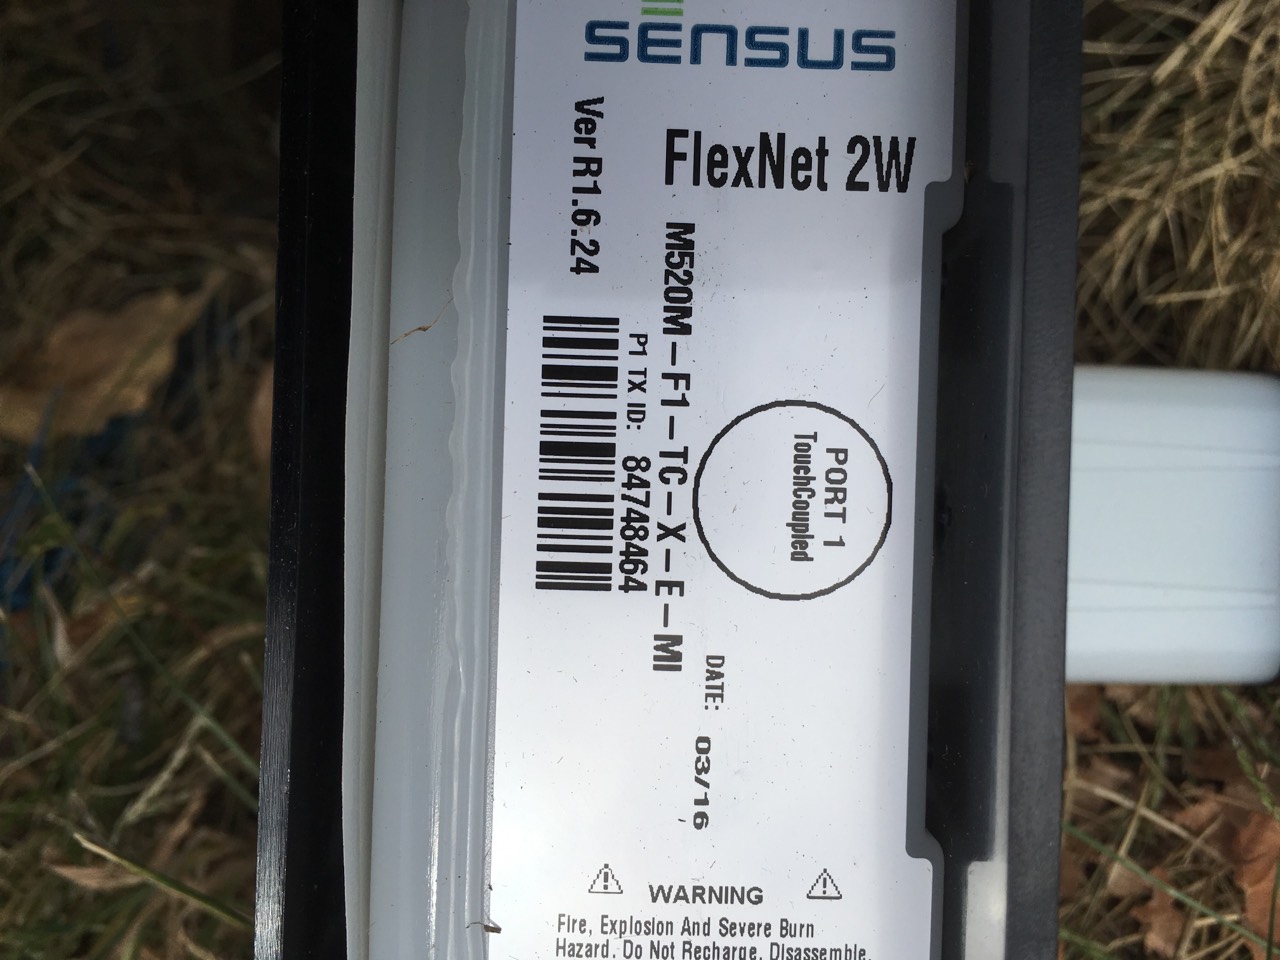 SENSUS
FlexNet 2W
Ver R1.6.24
M520M-F1-TC-X-E-MI
P1 TX ID: 84748464
PORT 1
TouchCoupled
DATE: 03/16
WARNING
Fire, Explosion And Severe Burn
Hazard. Do Not Recharge, Disassemble,